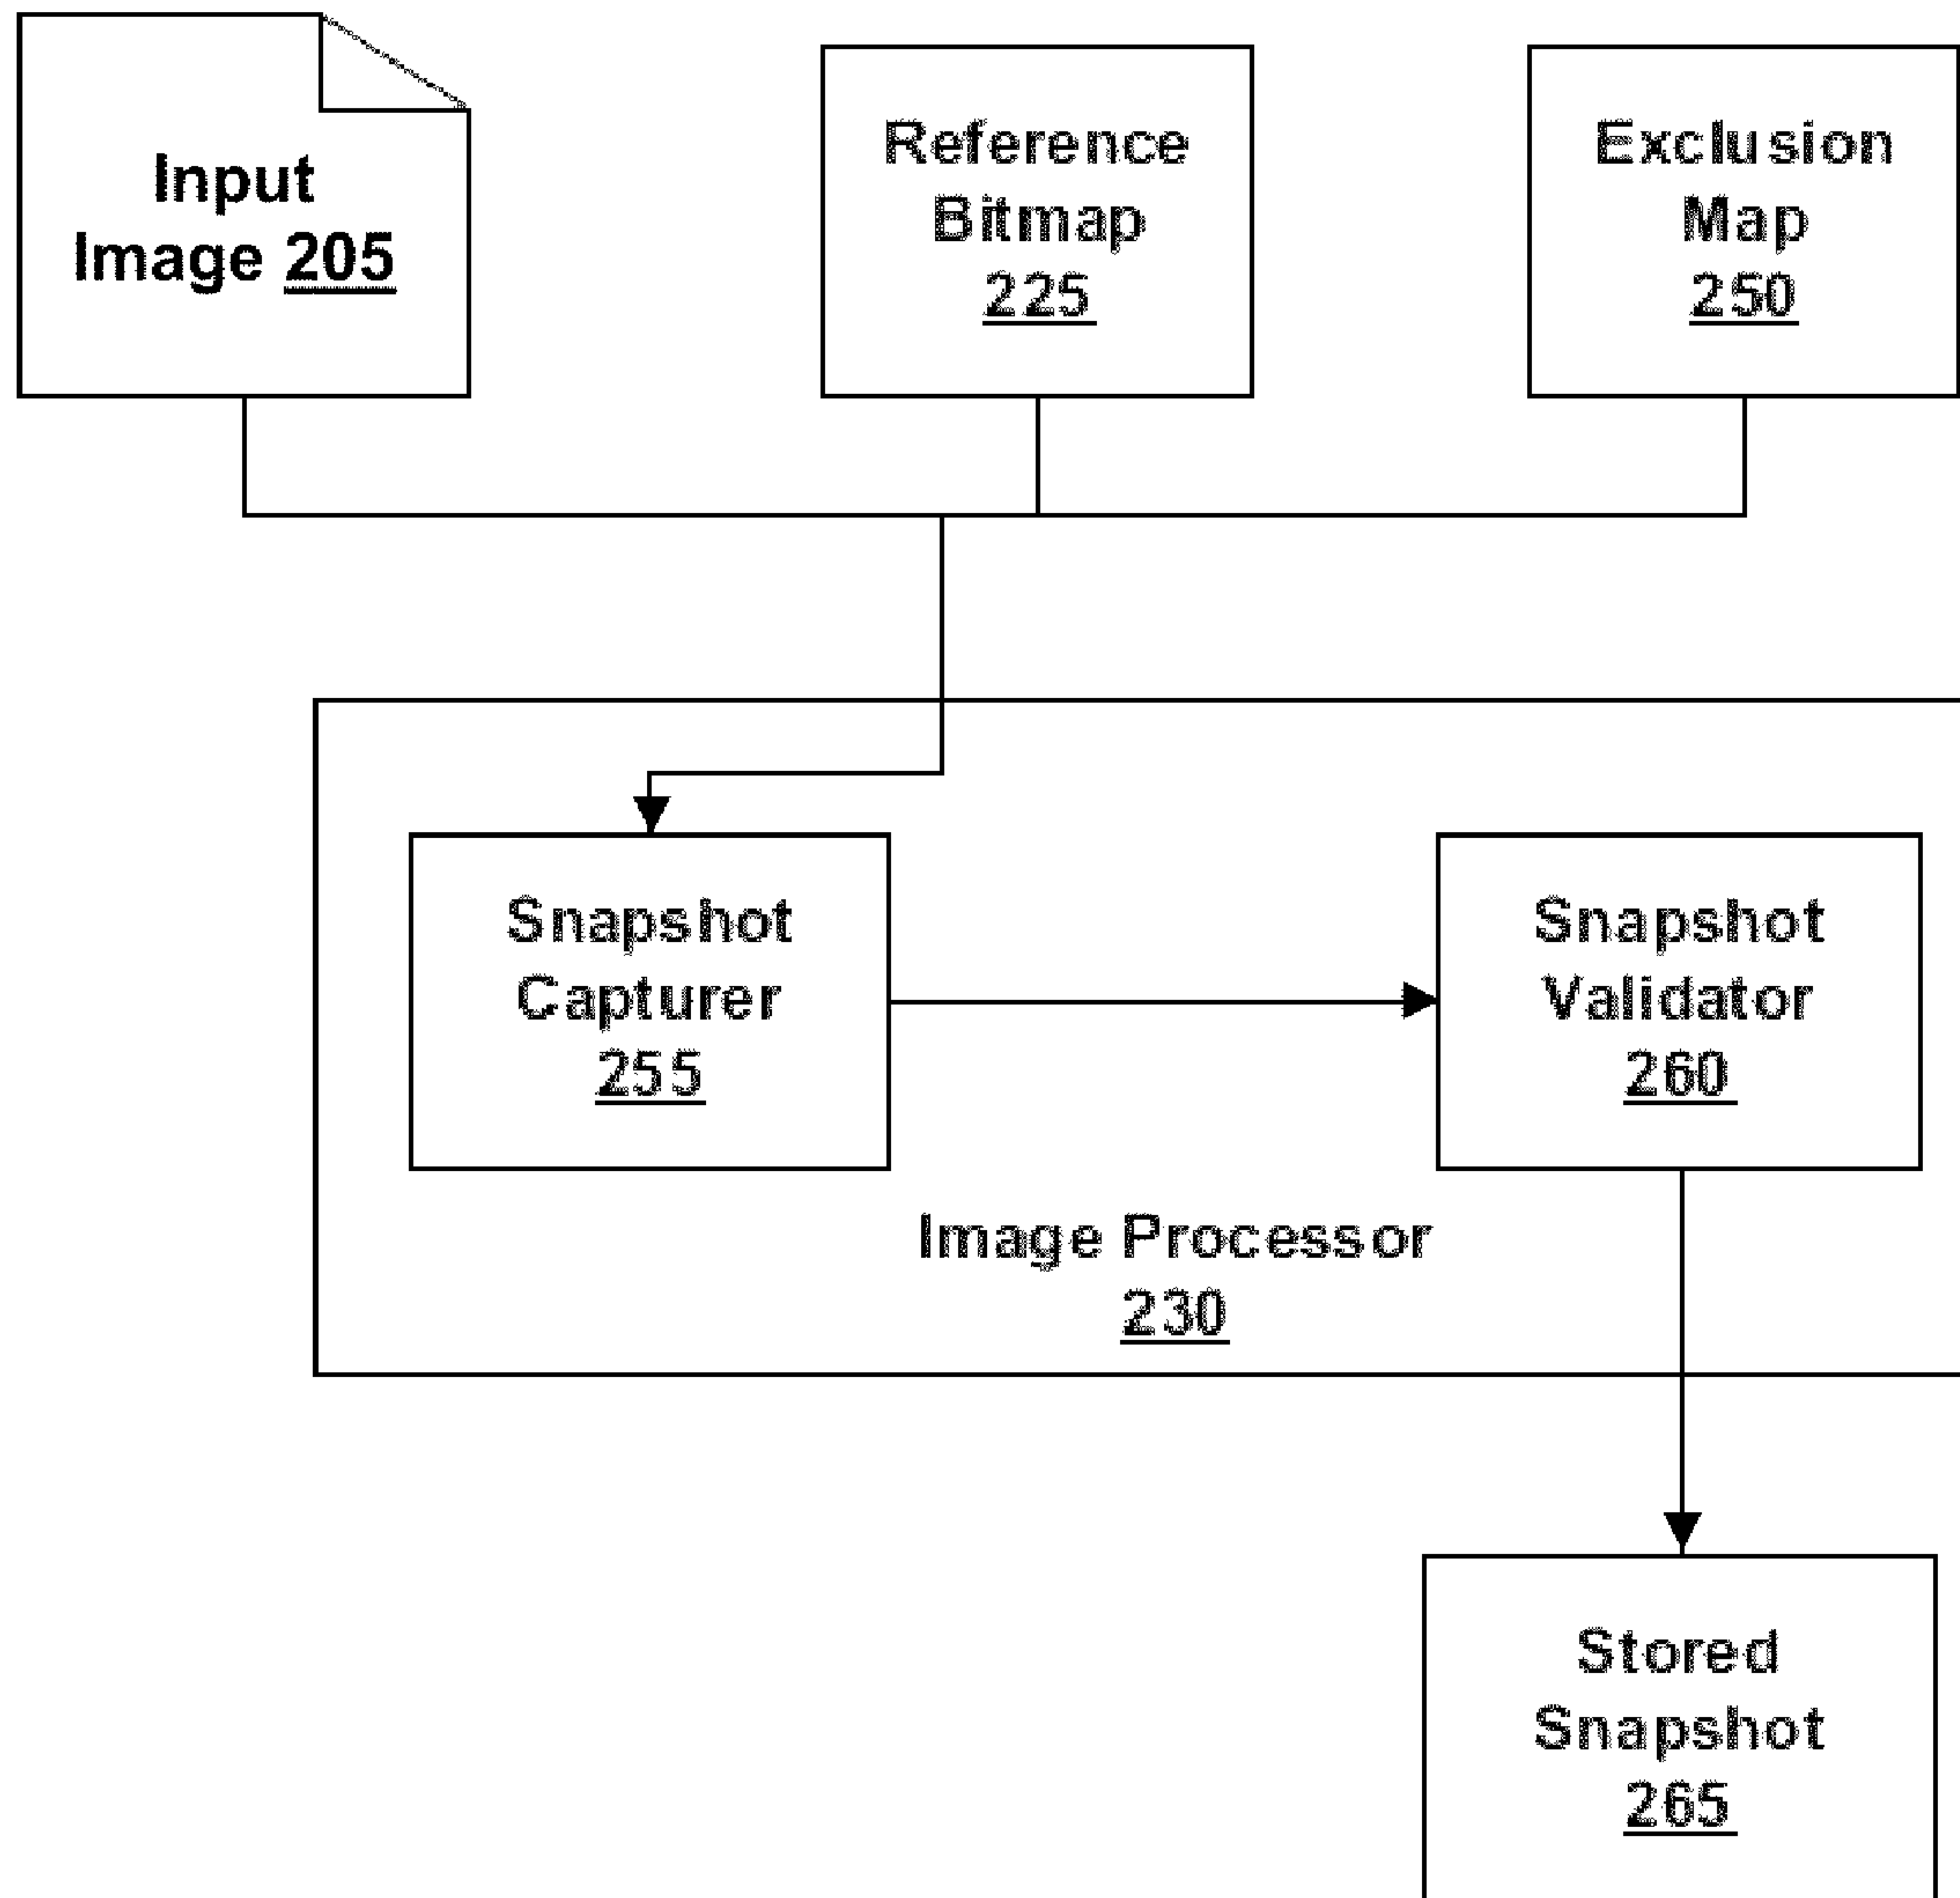 Input
Image 205
Reference
Bitmap
225
Exclusion
Map
250
Snapshot
Capturer
255
Snapshot
Validator
260
Image Processor
230
Stored
Snapshot
265